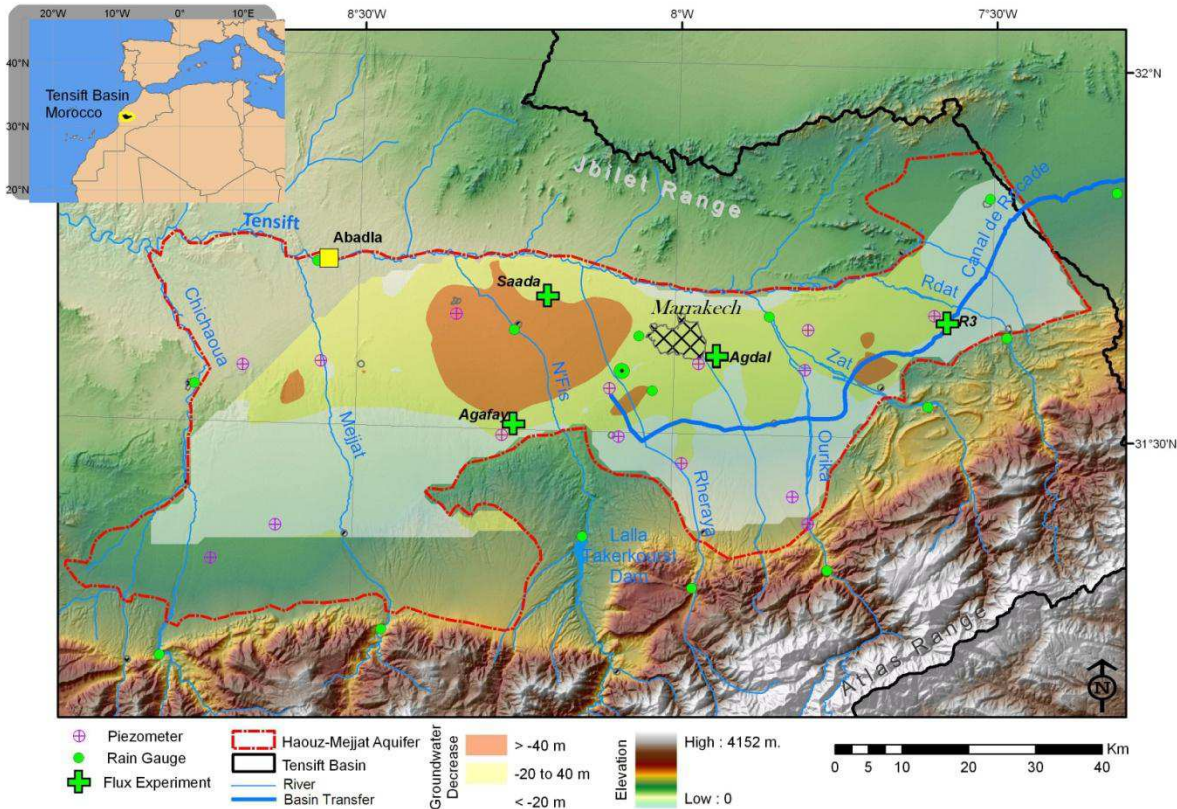 20°W
10°W
0°
10°E
40°N
30°N
20°N
Tensift Basin
Morocco
8°30'W
8°W
7°30'W
32°N
31°30'N
Jbilet Range
Tensift
Abadla
Saada
Marrakech
Agdal
Agafay
R3
Canal de Rocade
Rdat
Zat
Chichaoua
Mejjat
N'Fis
Rheraya
Ourika
Lalla
Takerkourst
Dam
Atlas Range
N
Piezometer
Rain Gauge
Flux Experiment
Haouz-Mejjat Aquifer
Tensift Basin
River
Basin Transfer
Groundwater
Decrease
> -40 m
-20 to 40 m
< -20 m
Elevation
High : 4152 m.
Low : 0
Km
0 5 10 20 30 40